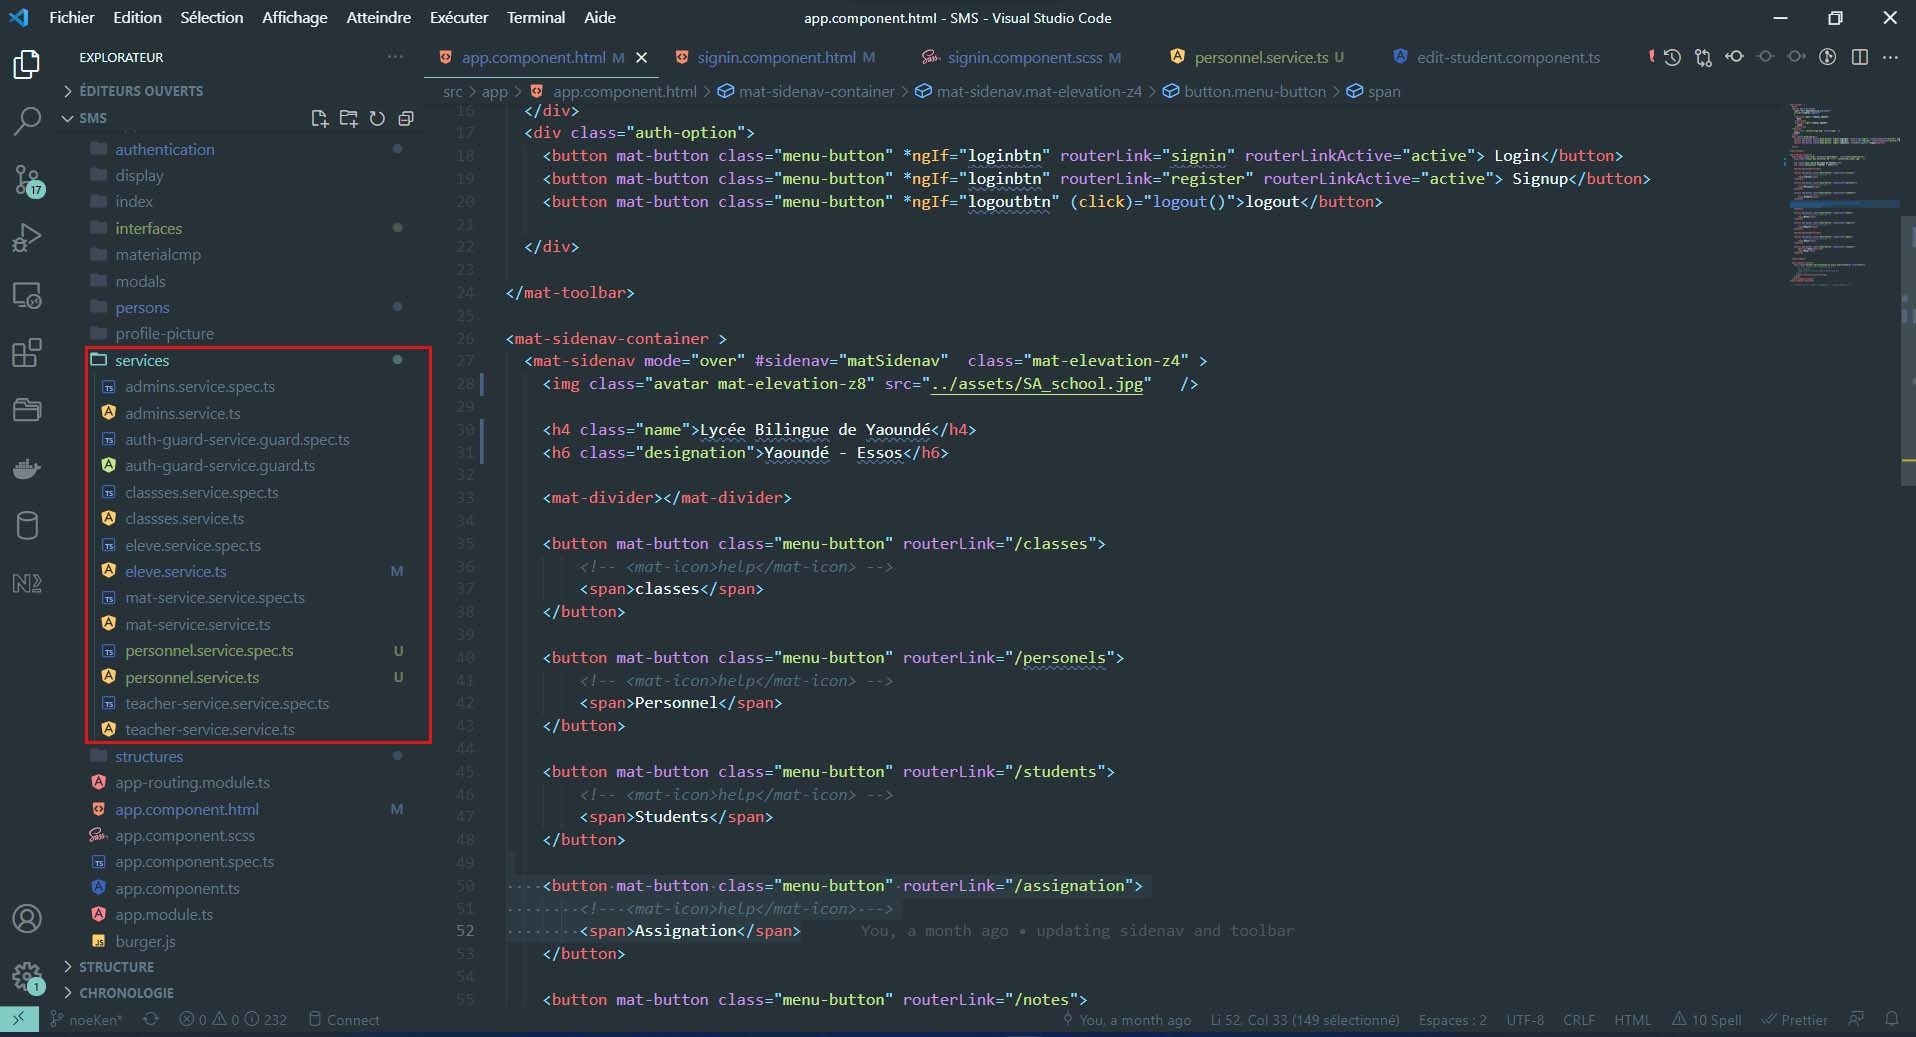 Fichier Edition Sélection Affichage Atteindre Exécuter Terminal Aide
app.component.html - SMS - Visual Studio Code
EXPLORATEUR
ÉDITEURS OUVERTS
SMS
authentication
display
index
interfaces
materialcmp
modals
persons
profile-picture
services
admins.service.spec.ts
admins.service.ts
auth-guard-service.guard.spec.ts
auth-guard-service.guard.ts
classses.service.spec.ts
classses.service.ts
eleve.service.spec.ts
eleve.service.ts M
mat-service.service.spec.ts
mat-service.service.ts
personnel.service.spec.ts U
personnel.service.ts U
teacher-service.service.spec.ts
teacher-service.service.ts
structures
app-routing.module.ts
app.component.html M
app.component.scss
app.component.spec.ts
app.component.ts
app.module.ts
burger.js
STRUCTURE
CHRONOLOGIE
17
1
app.component.html M signin.component.html M signin.component.scss M personnel.service.ts U edit-student.component.ts
src > app > app.component.html > mat-sidenav-container > mat-sidenav.mat-elevation-z4 > button.menu-button > span
16 </div>
17 <div class="auth-option">
18 <button mat-button class="menu-button" *ngIf="loginbtn" routerLink="signin" routerLinkActive="active"> Login</button>
19 <button mat-button class="menu-button" *ngIf="loginbtn" routerLink="register" routerLinkActive="active"> Signup</button>
20 <button mat-button class="menu-button" *ngIf="logoutbtn" (click)="logout()">logout</button>
21
22 </div>
23
24 </mat-toolbar>
25
26 <mat-sidenav-container >
27 <mat-sidenav mode="over" #sidenav="matSidenav" class="mat-elevation-z4" >
28 <img class="avatar mat-elevation-z8" src="../assets/SA_school.jpg" />
29
30 <h4 class="name">Lycée Bilingue de Yaoundé</h4>
31 <h6 class="designation">Yaoundé - Essos</h6>
32
33 <mat-divider></mat-divider>
34
35 <button mat-button class="menu-button" routerLink="/classes">
36 <!-- <mat-icon>help</mat-icon> -->
37 <span>classes</span>
38 </button>
39
40 <button mat-button class="menu-button" routerLink="/personels">
41 <!-- <mat-icon>help</mat-icon> -->
42 <span>Personnel</span>
43 </button>
44
45 <button mat-button class="menu-button" routerLink="/students">
46 <!-- <mat-icon>help</mat-icon> -->
47 <span>Students</span>
48 </button>
49
50 <button mat-button class="menu-button" routerLink="/assignation">
51 <!-- <mat-icon>help</mat-icon> -->
52 <span>Assignation</span> You, a month ago • updating sidenav and toolbar
53 </button>
54
55 <button mat-button class="menu-button" routerLink="/notes">
noeKen* 0 0 232 Connect You, a month ago Li 52, Col 33 (149 sélectionné) Espaces : 2 UTF-8 CRLF HTML 10 Spell Prettier